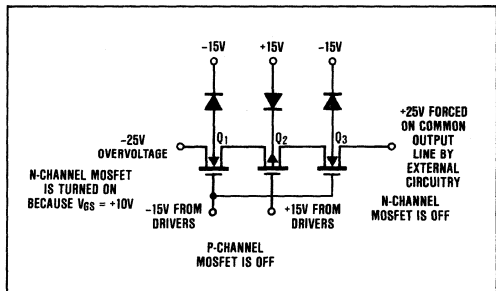 −15V +15V −15V
−25V
OVERVOLTAGE
Q1 Q2 Q3
+25V FORCED
ON COMMON
OUTPUT
LINE BY
EXTERNAL
CIRCUITRY
N-CHANNEL MOSFET
IS TURNED ON
BECAUSE VGS = +10V
−15V FROM
DRIVERS
+15V FROM
DRIVERS
N-CHANNEL
MOSFET IS OFF
P-CHANNEL
MOSFET IS OFF